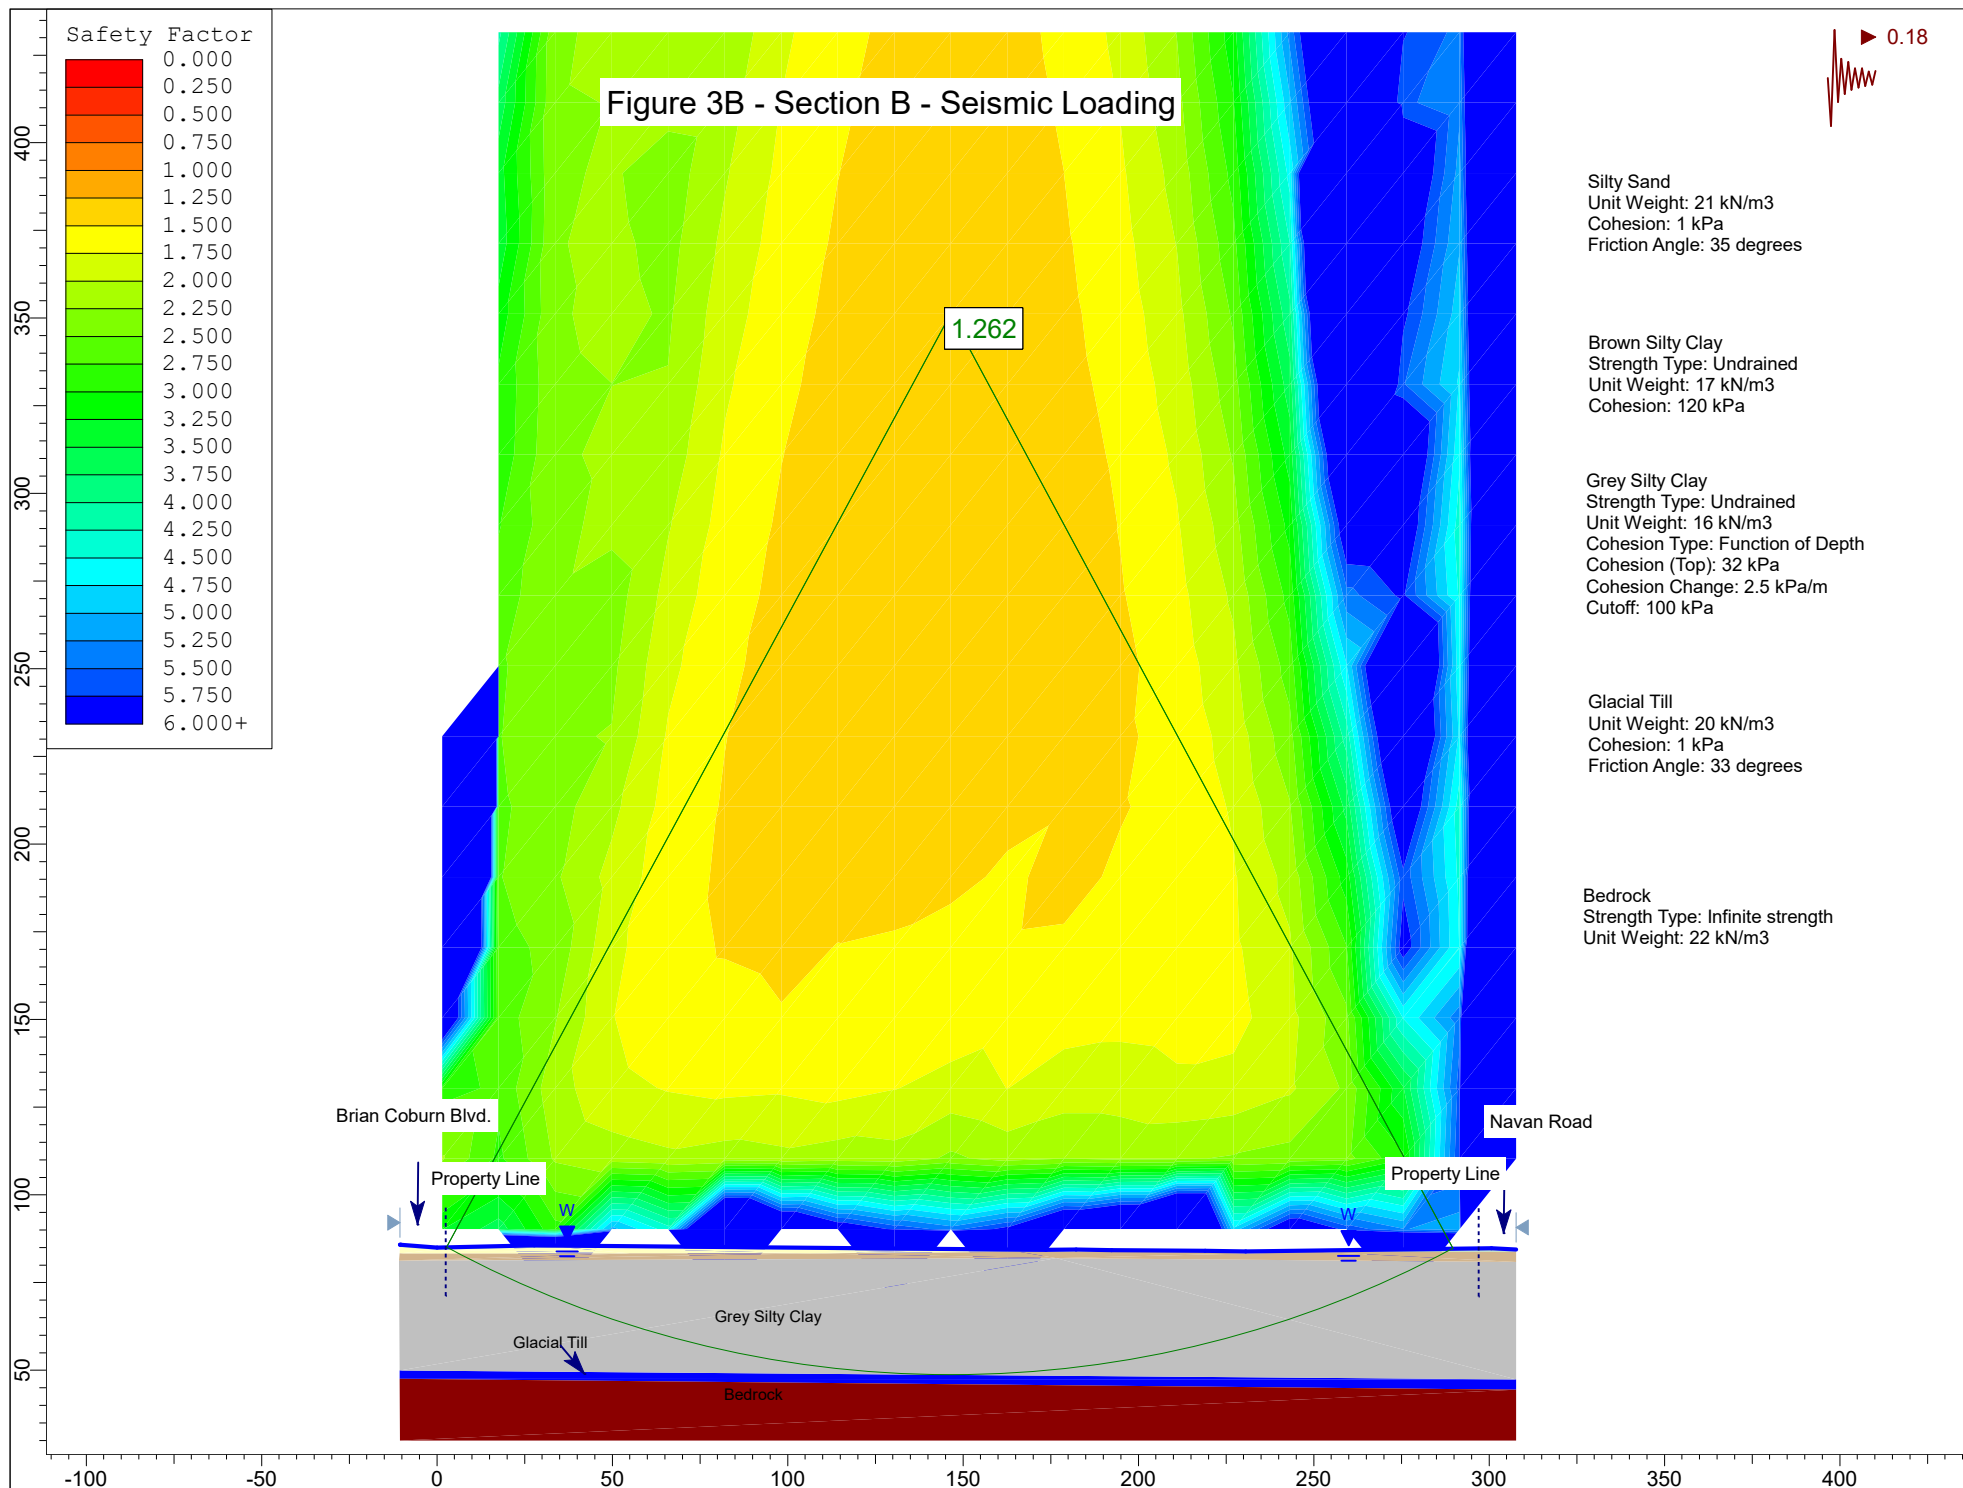 Safety Factor
0.000
0.250
0.500
0.750
1.000
1.250
1.500
1.750
2.000
2.250
2.500
2.750
3.000
3.250
3.500
3.750
4.000
4.250
4.500
4.750
5.000
5.250
5.500
5.750
6.000+
Figure 3B - Section B - Seismic Loading
0.18
Silty Sand
Unit Weight: 21 kN/m3
Cohesion: 1 kPa
Friction Angle: 35 degrees
Brown Silty Clay
Strength Type: Undrained
Unit Weight: 17 kN/m3
Cohesion: 120 kPa
Grey Silty Clay
Strength Type: Undrained
Unit Weight: 16 kN/m3
Cohesion Type: Function of Depth
Cohesion (Top): 32 kPa
Cohesion Change: 2.5 kPa/m
Cutoff: 100 kPa
Glacial Till
Unit Weight: 20 kN/m3
Cohesion: 1 kPa
Friction Angle: 33 degrees
Bedrock
Strength Type: Infinite strength
Unit Weight: 22 kN/m3
1.262
Brian Coburn Blvd.
Navan Road
Property Line
Property Line
W
W
Grey Silty Clay
Glacial Till
Bedrock
400
350
300
250
200
150
100
50
-100
-50
0
50
100
150
200
250
300
350
400